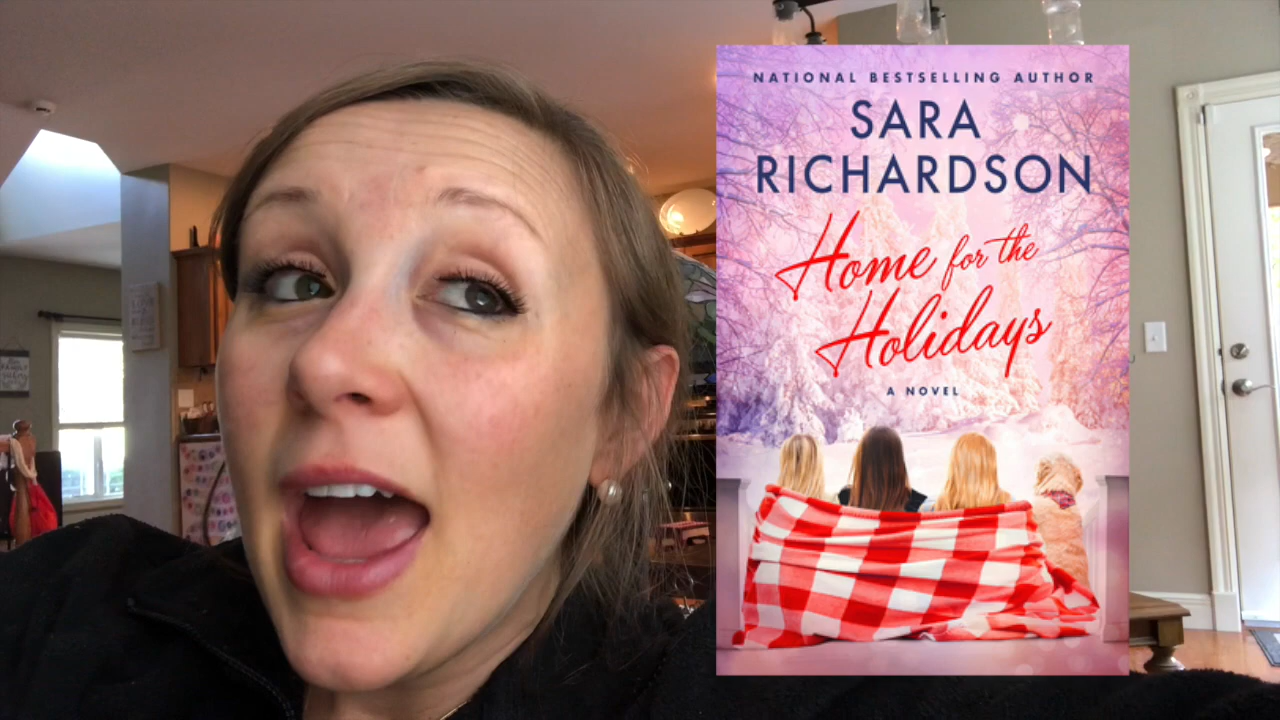 NATIONAL BESTSELLING AUTHOR
SARA
RICHARDSON
Home for the
Holidays
A NOVEL